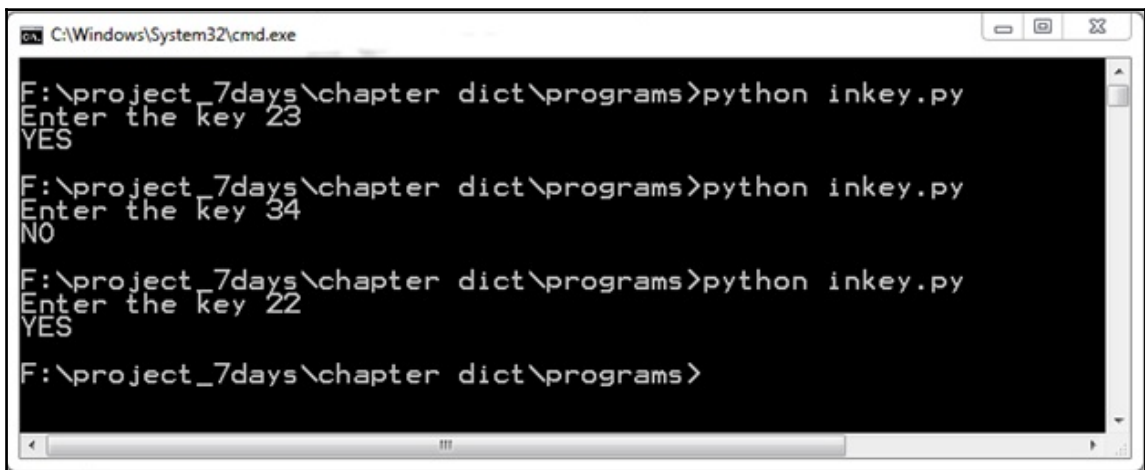 C:\Windows\System32\cmd.exe
F:\project_7days\chapter dict\programs>python inkey.py
Enter the key 23
YES
F:\project_7days\chapter dict\programs>python inkey.py
Enter the key 34
NO
F:\project_7days\chapter dict\programs>python inkey.py
Enter the key 22
YES
F:\project_7days\chapter dict\programs>